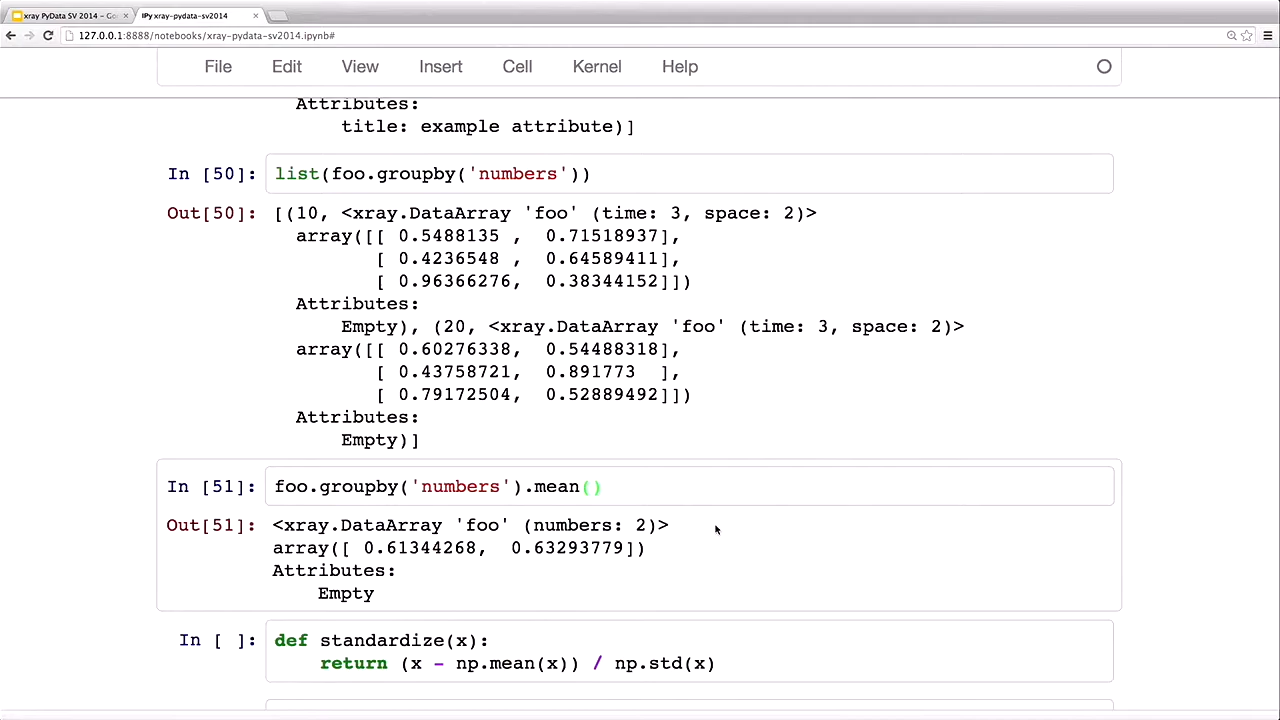 xray PyData SV 2014 - Go
IPy xray-pydata-sv2014
127.0.0.1:8888/notebooks/xray-pydata-sv2014.ipynb#
File Edit View Insert Cell Kernel Help
Attributes:
title: example attribute)]
In [50]: list(foo.groupby('numbers'))
Out[50]: [(10, <xray.DataArray 'foo' (time: 3, space: 2)>
array([[ 0.5488135 , 0.71518937],
[ 0.4236548 , 0.64589411],
[ 0.96366276, 0.38344152]])
Attributes:
Empty), (20, <xray.DataArray 'foo' (time: 3, space: 2)>
array([[ 0.60276338, 0.54488318],
[ 0.43758721, 0.891773 ],
[ 0.79172504, 0.52889492]])
Attributes:
Empty)]
In [51]: foo.groupby('numbers').mean()
Out[51]: <xray.DataArray 'foo' (numbers: 2)>
array([ 0.61344268, 0.63293779])
Attributes:
Empty
In [ ]: def standardize(x):
return (x - np.mean(x)) / np.std(x)